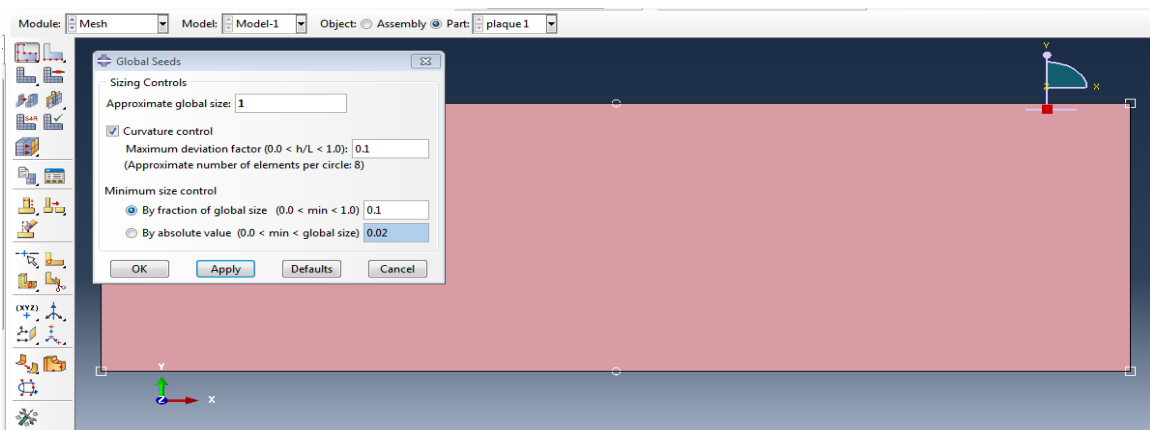 Module: Mesh Model: Model-1 Object: Assembly Part: plaque 1
Global Seeds
Sizing Controls
Approximate global size: 1
Curvature control
Maximum deviation factor (0.0 < h/L < 1.0): 0.1
(Approximate number of elements per circle: 8)
Minimum size control
By fraction of global size (0.0 < min < 1.0) 0.1
By absolute value (0.0 < min < global size) 0.02
OK Apply Defaults Cancel
S4R
(XYZ)
Y
X
Z
Y
X
Z